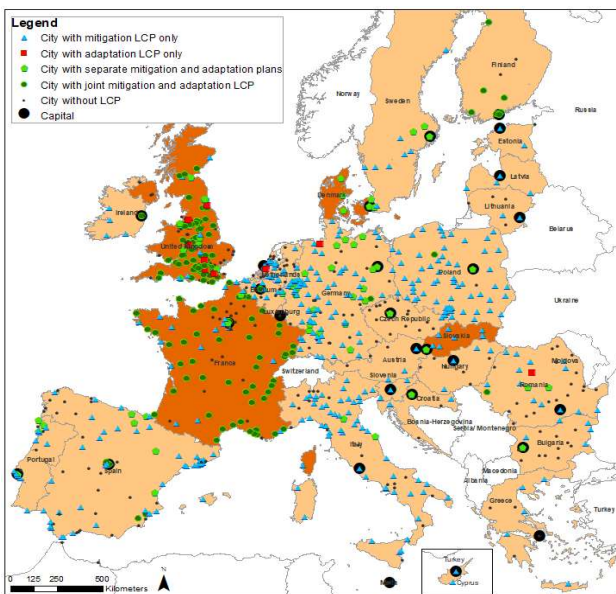 Legend
City with mitigation LCP only
City with adaptation LCP only
City with separate mitigation and adaptation plans
City with joint mitigation and adaptation LCP
City without LCP
Capital
Finland
Norway
Sweden
Russia
Estonia
Latvia
Denmark
Lithuania
Ireland
Belarus
United Kingdom
Netherlands
Poland
Belgium
Germany
Ukraine
Luxemburg
Czech Republic
Slovakia
Moldova
Austria
Hungary
France
Switzerland
Slovenia
Romania
Croatia
Bosnia-Herzegovina
Serbia/ Montenegro
Italy
Bulgaria
Portugal
Spain
Macedonia
Albania
Greece
Turkey
Turkey
Malta
Cyprus
0 125 250 500
Kilometers
N